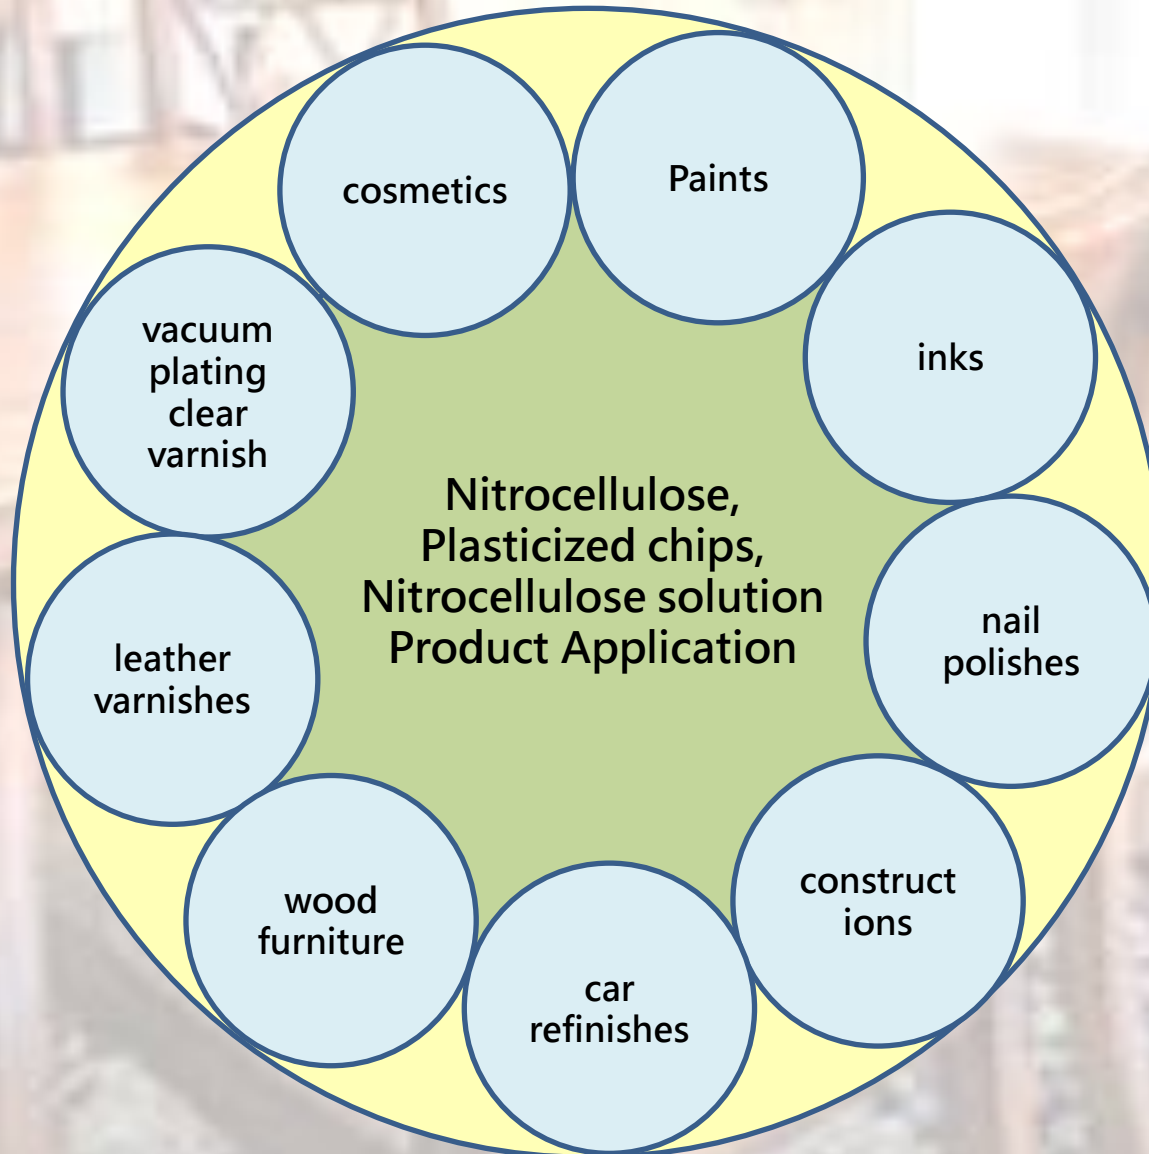 cosmetics
Paints
inks
nail
polishes
construct
ions
car
refinishes
wood
furniture
leather
varnishes
vacuum
plating
clear
varnish
Nitrocellulose,
Plasticized chips,
Nitrocellulose solution
Product Application